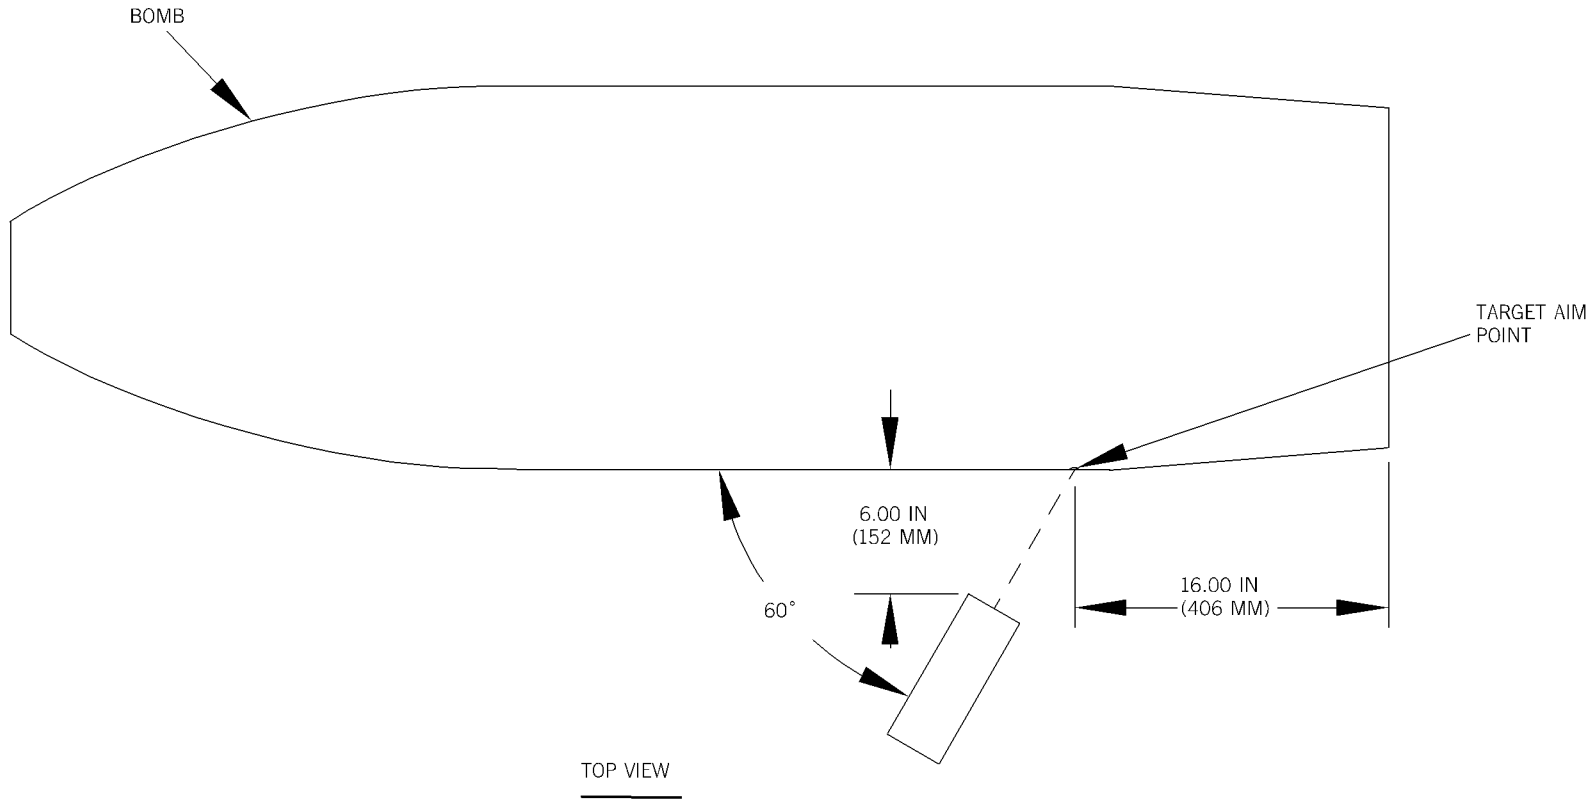 BOMB
TARGET AIM
POINT
6.00 IN
(152 MM)
16.00 IN
(406 MM)
60°
TOP VIEW